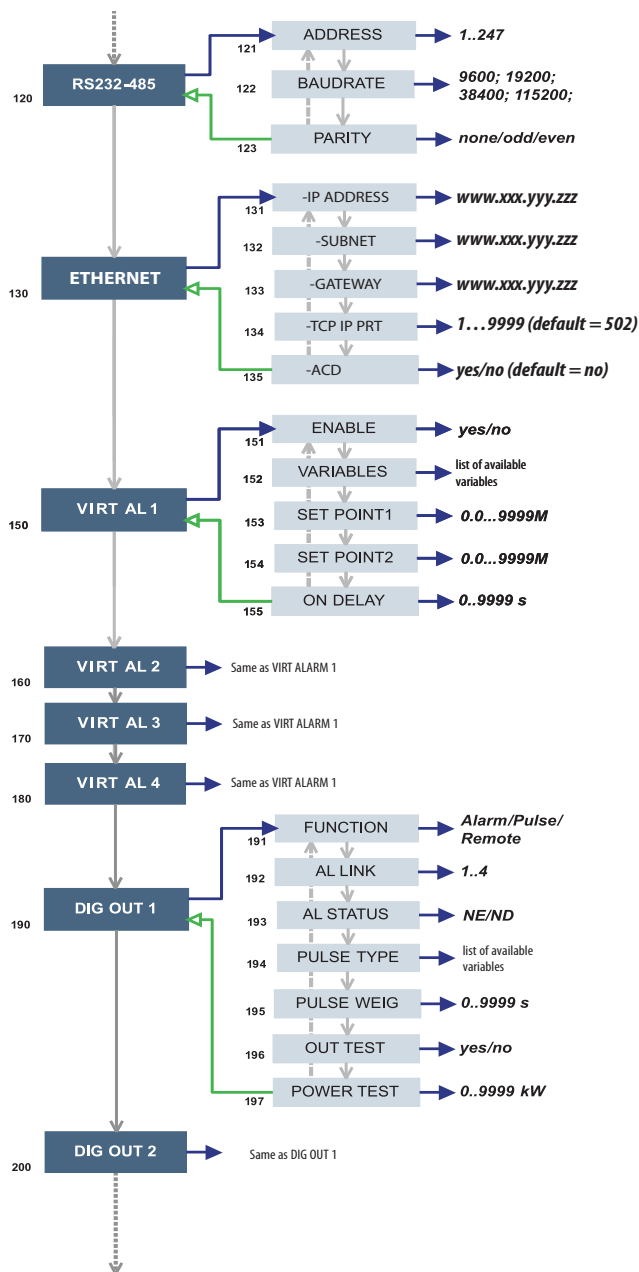 ADDRESS
1..247
121
RS232-485
BAUDRATE
9600; 19200;
38400; 115200;
122
120
PARITY
none/odd/even
123
-IP ADDRESS
www.xxx.yyy.zzz
131
-SUBNET
www.xxx.yyy.zzz
132
ETHERNET
-GATEWAY
www.xxx.yyy.zzz
130
133
-TCP IP PRT
1...9999 (default = 502)
134
-ACD
yes/no (default = no)
135
ENABLE
yes/no
151
VARIABLES
list of available
variables
152
VIRT AL 1
SET POINT1
0.0...9999M
150
153
SET POINT2
0.0...9999M
154
ON DELAY
0..9999 s
155
VIRT AL 2
Same as VIRT ALARM 1
160
VIRT AL 3
Same as VIRT ALARM 1
170
VIRT AL 4
Same as VIRT ALARM 1
180
FUNCTION
Alarm/Pulse/
Remote
191
AL LINK
1..4
192
DIG OUT 1
AL STATUS
NE/ND
190
193
PULSE TYPE
list of available
variables
194
PULSE WEIG
0..9999 s
195
OUT TEST
yes/no
196
POWER TEST
0..9999 kW
197
DIG OUT 2
Same as DIG OUT 1
200